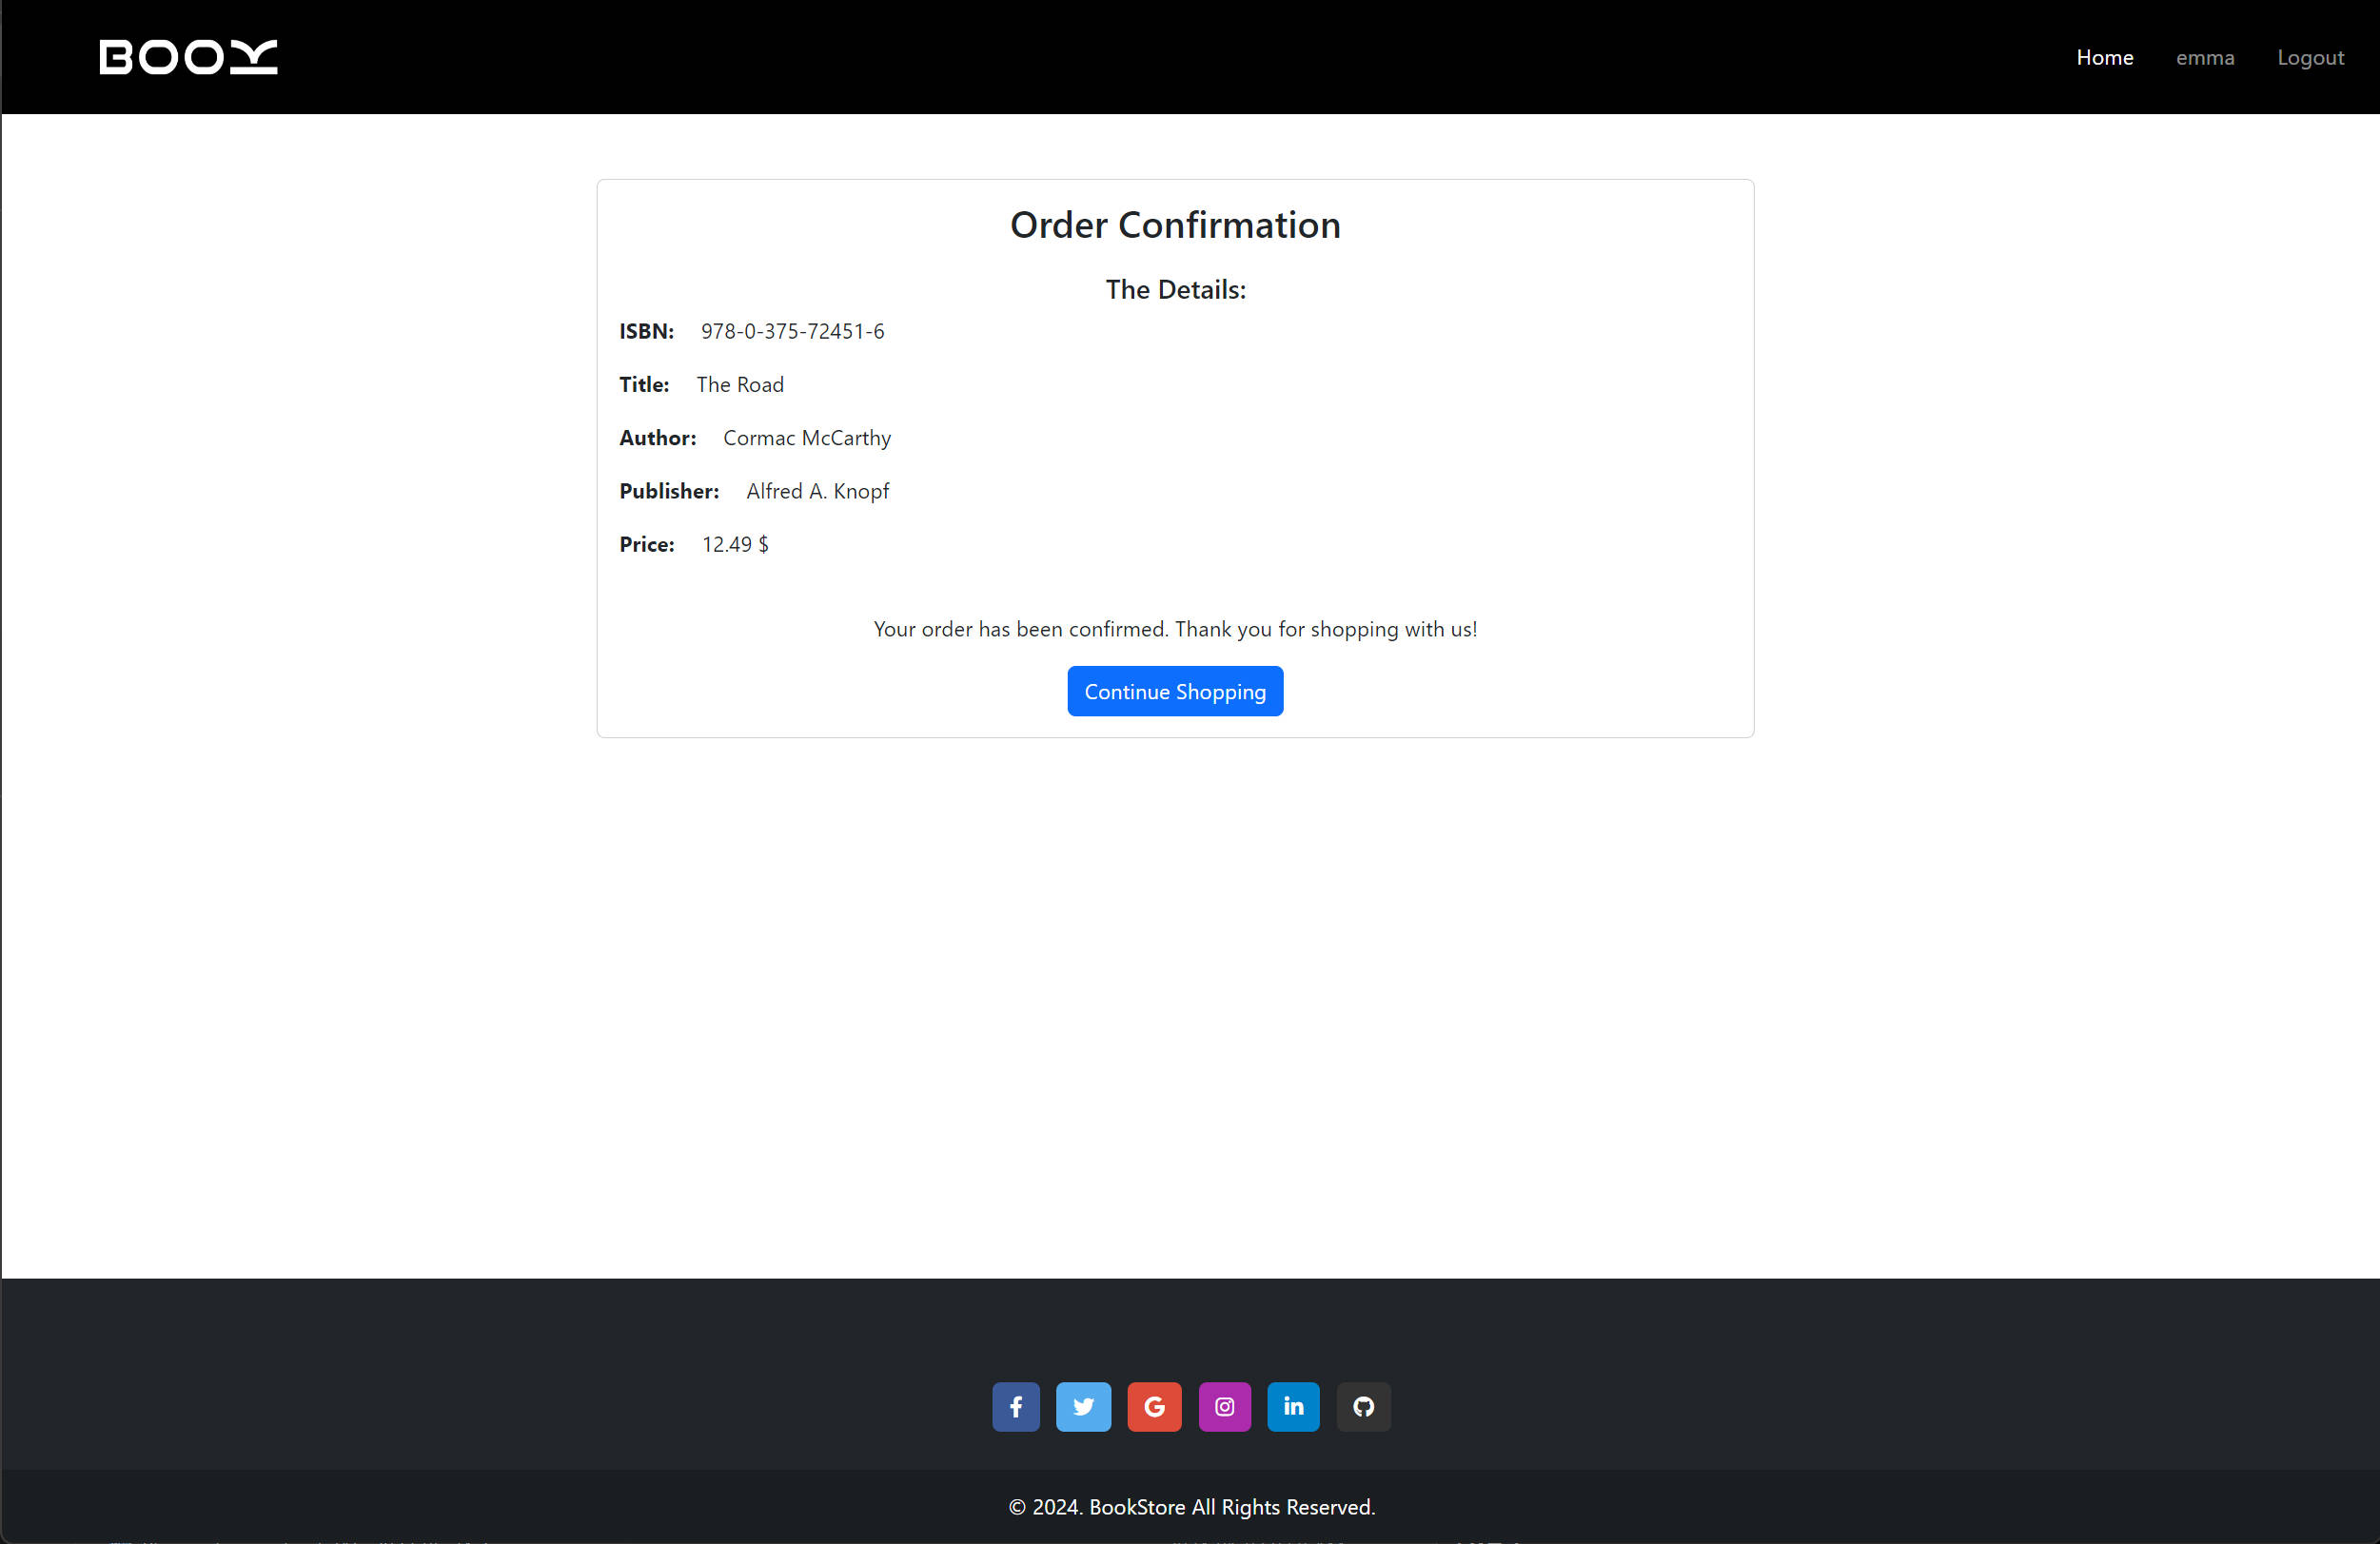 BOOK
Home emma Logout
Order Confirmation
The Details:
ISBN: 978-0-375-72451-6
Title: The Road
Author: Cormac McCarthy
Publisher: Alfred A. Knopf
Price: 12.49 $
Your order has been confirmed. Thank you for shopping with us!
Continue Shopping
© 2024. BookStore All Rights Reserved.